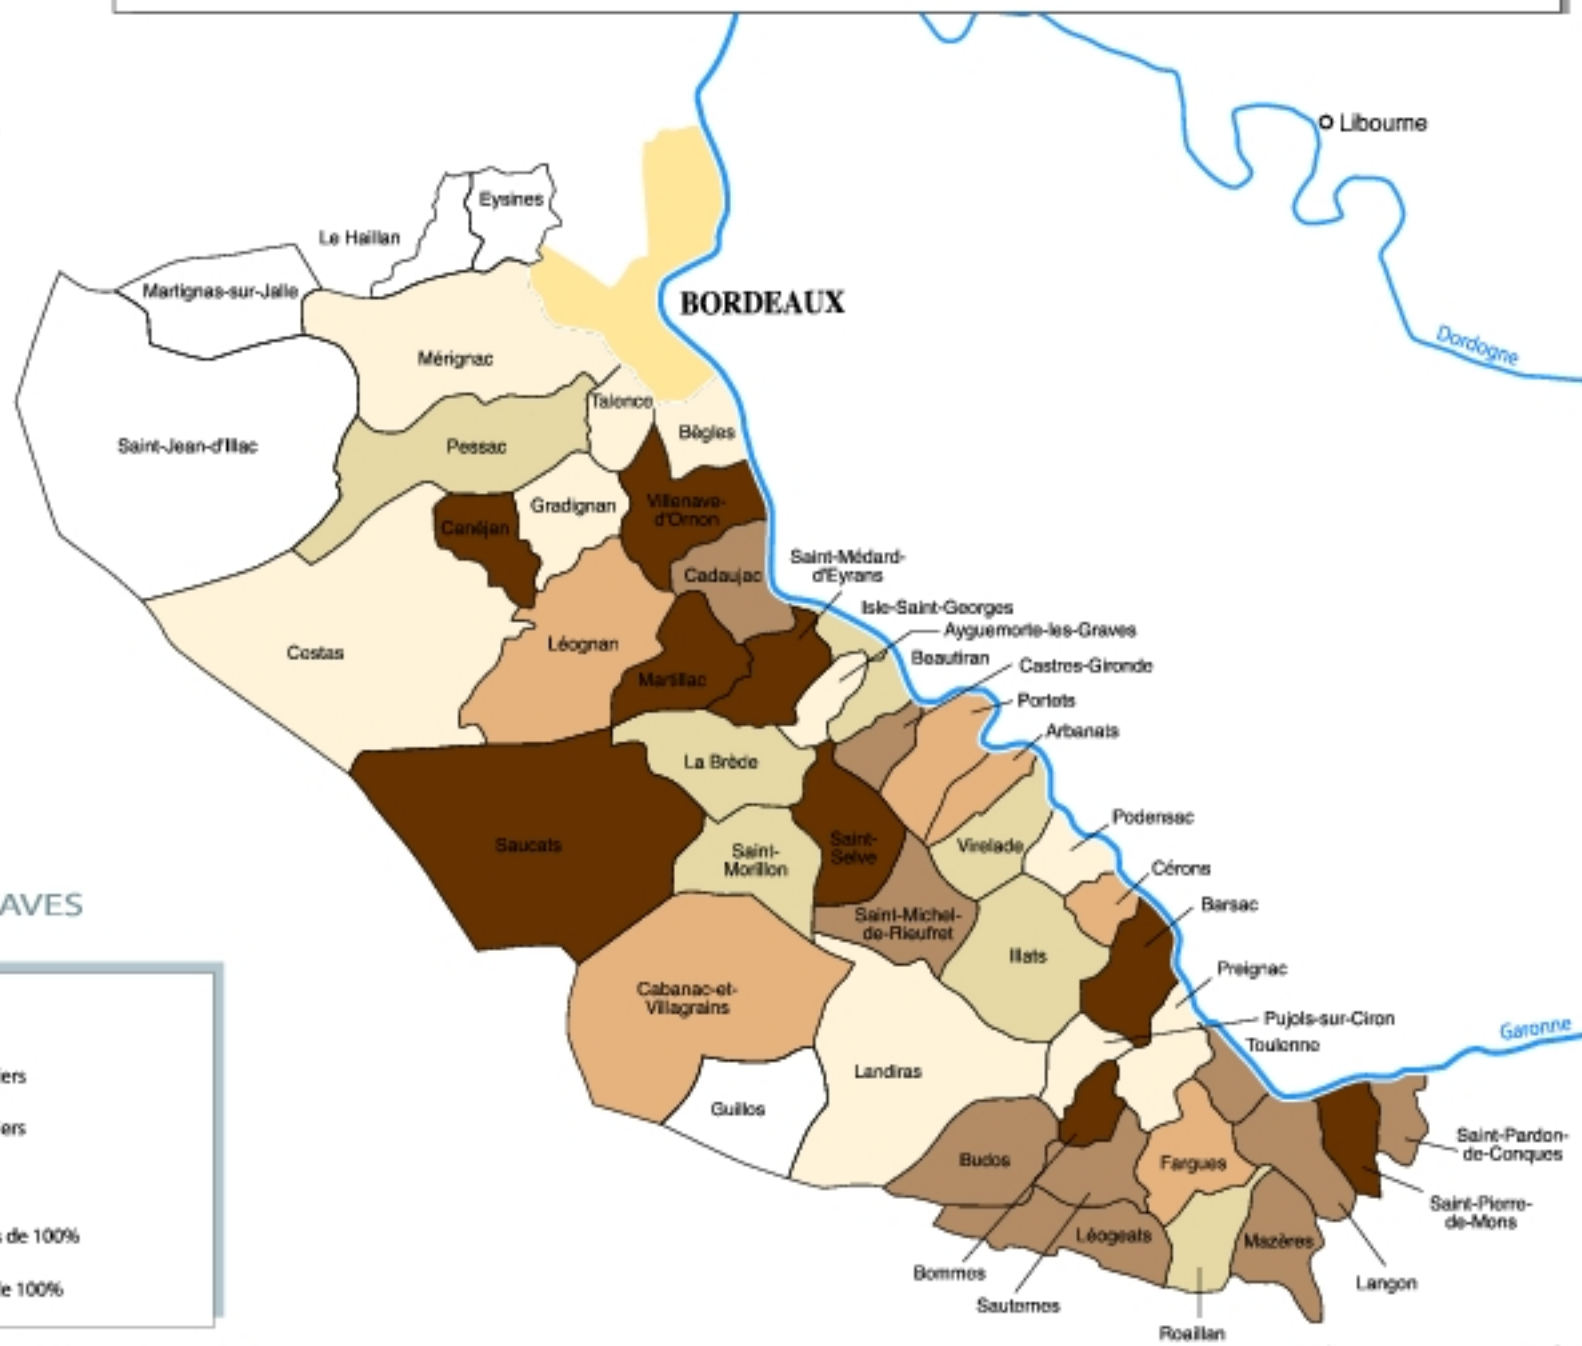 Libourne
Eysines
Le Haillan
Martignas-sur-Jalle
BORDEAUX
Dordogne
Mérignac
Talence
Bègles
Saint-Jean-d'Illac
Pessac
Gradignan
Villenave-
d'Ornon
Canéjan
Cadaujac
Saint-Médard-
d'Eyrans
Isle-Saint-Georges
Ayguemorte-les-Graves
Beautiran
Castres-Gironde
Cestas
Léognan
Martillac
Portets
Arbanats
La Brède
Podensac
Saucats
Saint-
Morillon
Saint-
Selve
Virelade
Cérons
Barsac
AVES
Saint-Michel-
de-Rieufret
Illats
Preignac
Cabanac-et-
Villagrains
Pujols-sur-Ciron
Toulenne
Garonne
Landiras
iers
Guillos
ers
Budos
Fargues
Saint-Pardon-
de-Conques
Saint-Pierre-
de-Mons
s de 100%
Léogeats
Mazères
Bommes
Langon
le 100%
Sauternes
Roaillan